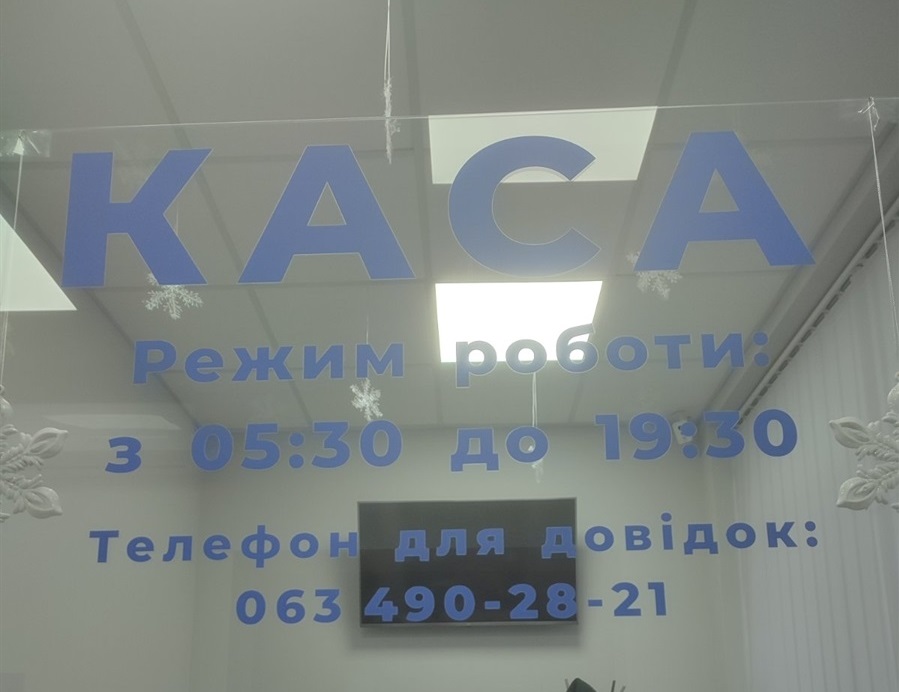 КАСА
Режим роботи:
з 05:30 до 19:30
Телефон для довідок:
063 490-28-21